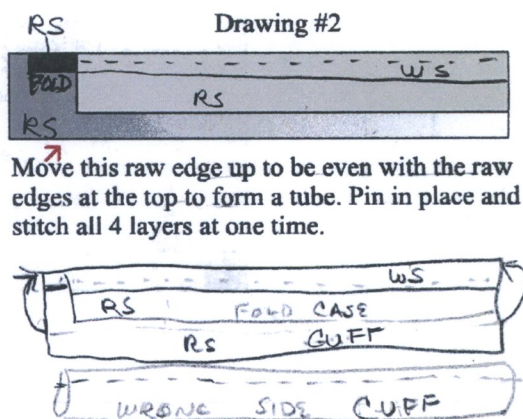 RS
Drawing #2
WS
FOLD
RS
RS
Move this raw edge up to be even with the raw
edges at the top to form a tube. Pin in place and
stitch all 4 layers at one time.
WS
RS FOLD CASE
RS CUFF
WRONG SIDE CUFF